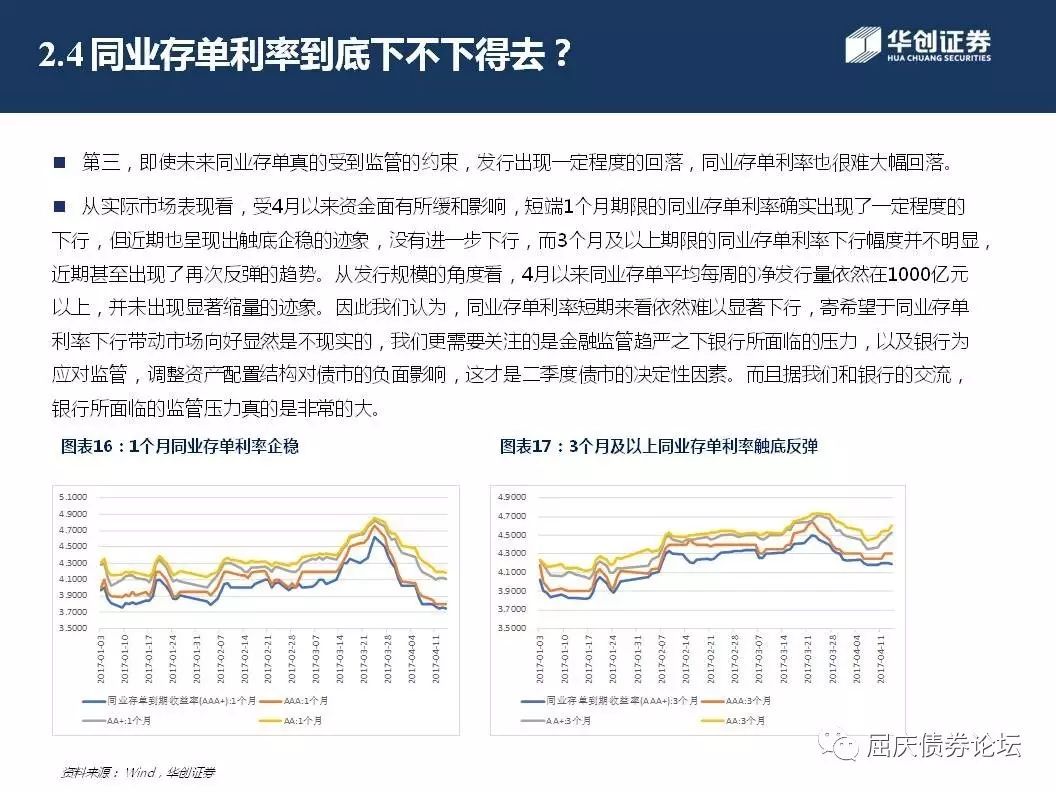 2.4 同业存单利率到底下不下得去？
华创证券
HUA CHUANG SECURITIES
■ 第三，即使未来同业存单真的受到监管的约束，发行出现一定程度的回落，同业存单利率也很难大幅回落。
■ 从实际市场表现看，受4月以来资金面有所缓和影响，短端1个月期限的同业存单利率确实出现了一定程度的
下行，但近期也呈现出触底企稳的迹象，没有进一步下行，而3个月及以上期限的同业存单利率下行幅度并不明显，
近期甚至出现了再次反弹的趋势。从发行规模的角度看，4月以来同业存单平均每周的净发行量依然在1000亿元
以上，并未出现显著缩量的迹象。因此我们认为，同业存单利率短期来看依然难以显著下行，寄希望于同业存单
利率下行带动市场向好显然是不现实的，我们更需要关注的是金融监管趋严之下银行所面临的压力，以及银行为
应对监管，调整资产配置结构对债市的负面影响，这才是二季度债市的决定性因素。而且据我们和银行的交流，
银行所面临的监管压力真的是非常的大。
图表16：1个月同业存单利率企稳
5.1000
4.9000
4.7000
4.5000
4.3000
4.1000
3.9000
3.7000
3.5000
2017-01-03
2017-01-10
2017-01-17
2017-01-24
2017-01-31
2017-02-07
2017-02-14
2017-02-21
2017-02-28
2017-03-07
2017-03-14
2017-03-21
2017-03-28
2017-04-04
2017-04-11
同业存单到期收益率(AAA+):1个月
AAA:1个月
AA+:1个月
AA:1个月
图表17：3个月及以上同业存单利率触底反弹
4.9000
4.7000
4.5000
4.3000
4.1000
3.9000
3.7000
3.5000
2017-01-03
2017-01-10
2017-01-17
2017-01-24
2017-01-31
2017-02-07
2017-02-14
2017-02-21
2017-02-28
2017-03-07
2017-03-14
2017-03-21
2017-03-28
2017-04-04
2017-04-11
同业存单到期收益率(AAA+):3个月
AAA:3个月
AA+:3个月
AA:3个月
屈庆债券论坛
资料来源：Wind，华创证券